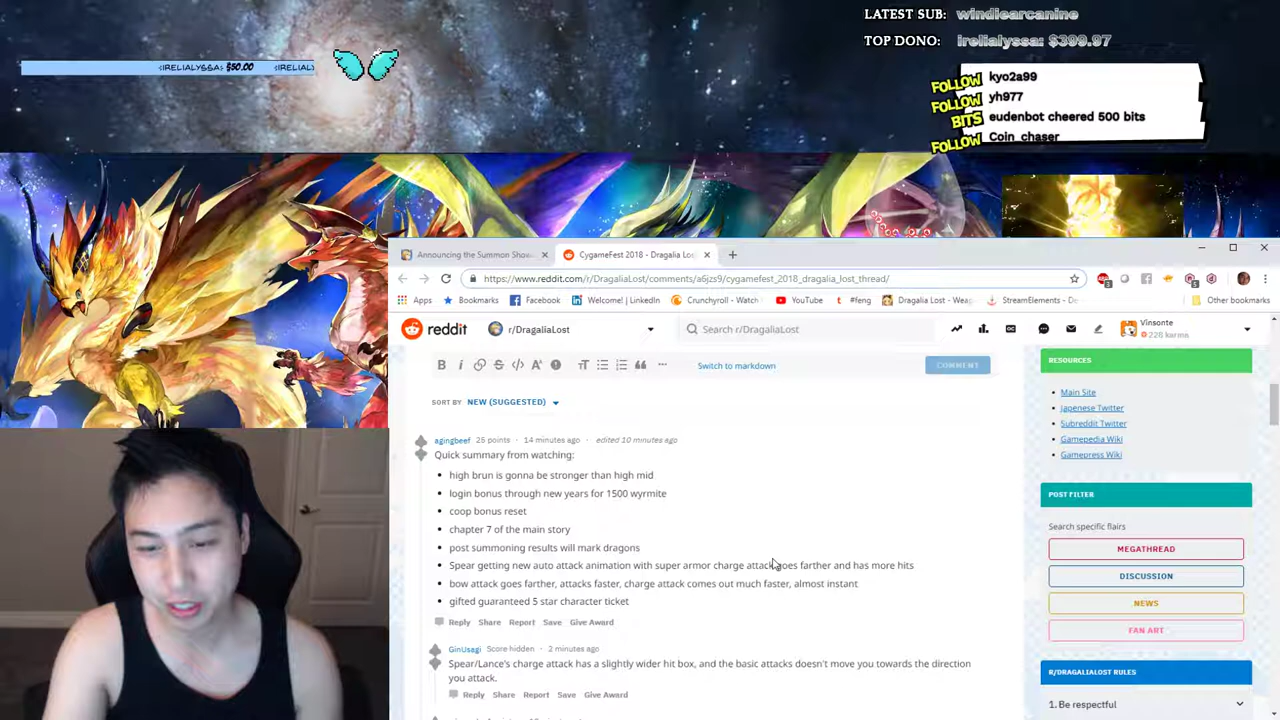 LATEST SUB: windiearcanine
TOP DONO: irelialyssa: $399.97
:IRELIALYSSA: $50.00 :IRELIAL)
FOLLOW kyo2a99
FOLLOW yh977
BITS eudenbot cheered 500 bits
FOLLOW Coin_chaser
Announcing the Summon Show
CygameFest 2018 - Dragalia Los
https://www.reddit.com/r/DragaliaLost/comments/a6jzs9/cygamefest_2018_dragalia_lost_thread/
Apps Bookmarks Facebook Welcome! | LinkedIn Crunchyroll - Watch YouTube #feng Dragalia Lost - Weap StreamElements - De Other bookmarks
reddit r/DragaliaLost Search r/DragaliaLost Vinsonte
228 karma
Switch to markdown COMMENT
SORT BY NEW (SUGGESTED)
agingbeef 25 points · 14 minutes ago · edited 10 minutes ago
Quick summary from watching:
• high brun is gonna be stronger than high mid
• login bonus through new years for 1500 wyrmite
• coop bonus reset
• chapter 7 of the main story
• post summoning results will mark dragons
• Spear getting new auto attack animation with super armor charge attack goes farther and has more hits
• bow attack goes farther, attacks faster, charge attack comes out much faster, almost instant
• gifted guaranteed 5 star character ticket
Reply Share Report Save Give Award
GinUsagi Score hidden · 2 minutes ago
Spear/Lance's charge attack has a slightly wider hit box, and the basic attacks doesn't move you towards the direction
you attack.
Reply Share Report Save Give Award
RESOURCES
• Main Site
• Japenese Twitter
• Subreddit Twitter
• Gamepedia Wiki
• Gamepress Wiki
POST FILTER
Search specific flairs
MEGATHREAD
DISCUSSION
NEWS
FAN ART
R/DRAGALIALOST RULES
1. Be respectful